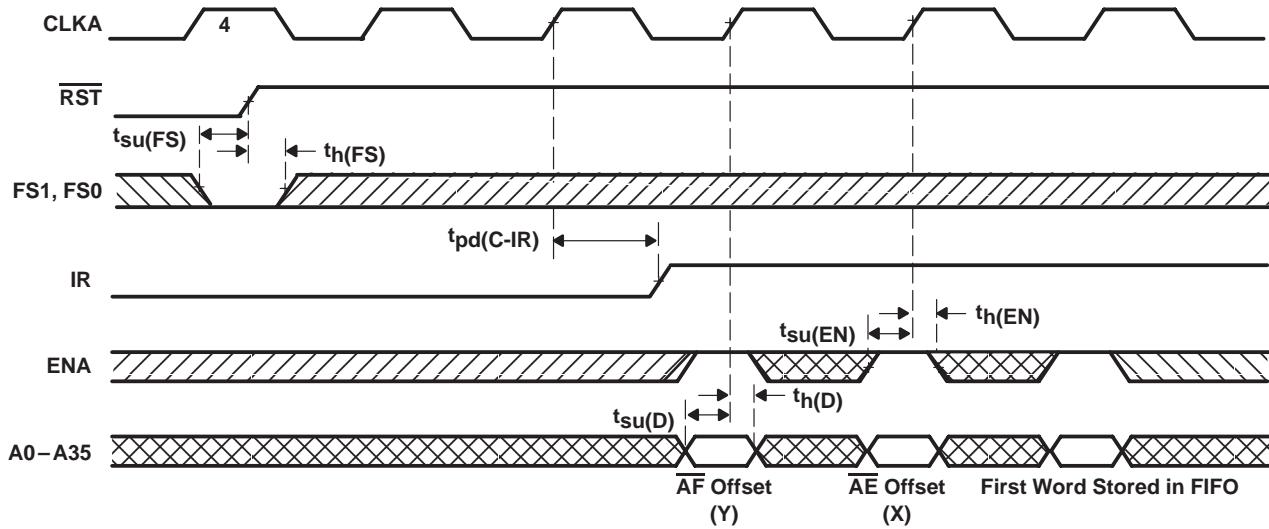 CLKA
4
RST
tsu(FS)
th(FS)
FS1, FS0
tpd(C-IR)
IR
tsu(EN)
th(EN)
ENA
tsu(D)
th(D)
A0–A35
AF Offset
(Y)
AE Offset
(X)
First Word Stored in FIFO